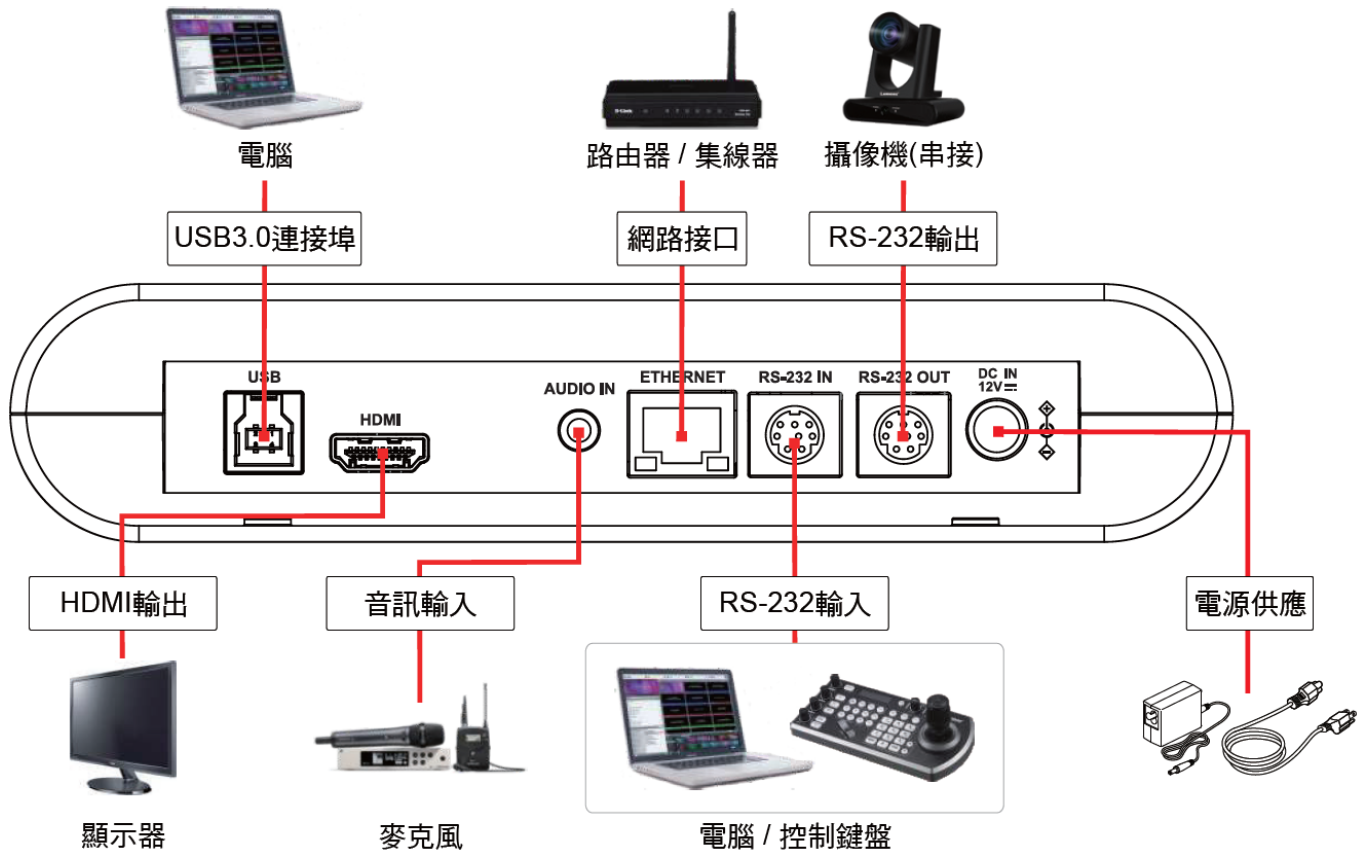 電腦
路由器 / 集線器
攝像機(串接)
USB3.0連接埠
網路接口
RS-232輸出
USB
HDMI
AUDIO IN
ETHERNET
RS-232 IN
RS-232 OUT
DC IN
12V
HDMI輸出
音訊輸入
RS-232輸入
電源供應
顯示器
麥克風
電腦 / 控制鍵盤